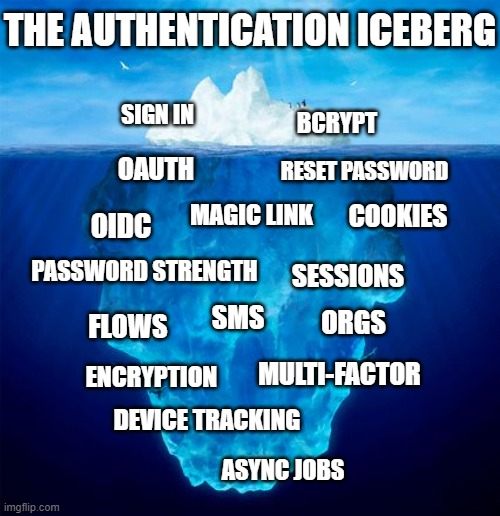 THE AUTHENTICATION ICEBERG
SIGN IN
BCRYPT
OAUTH
RESET PASSWORD
OIDC
MAGIC LINK
COOKIES
PASSWORD STRENGTH
SESSIONS
FLOWS
SMS
ORGS
ENCRYPTION
MULTI-FACTOR
DEVICE TRACKING
ASYNC JOBS
imgflip.com